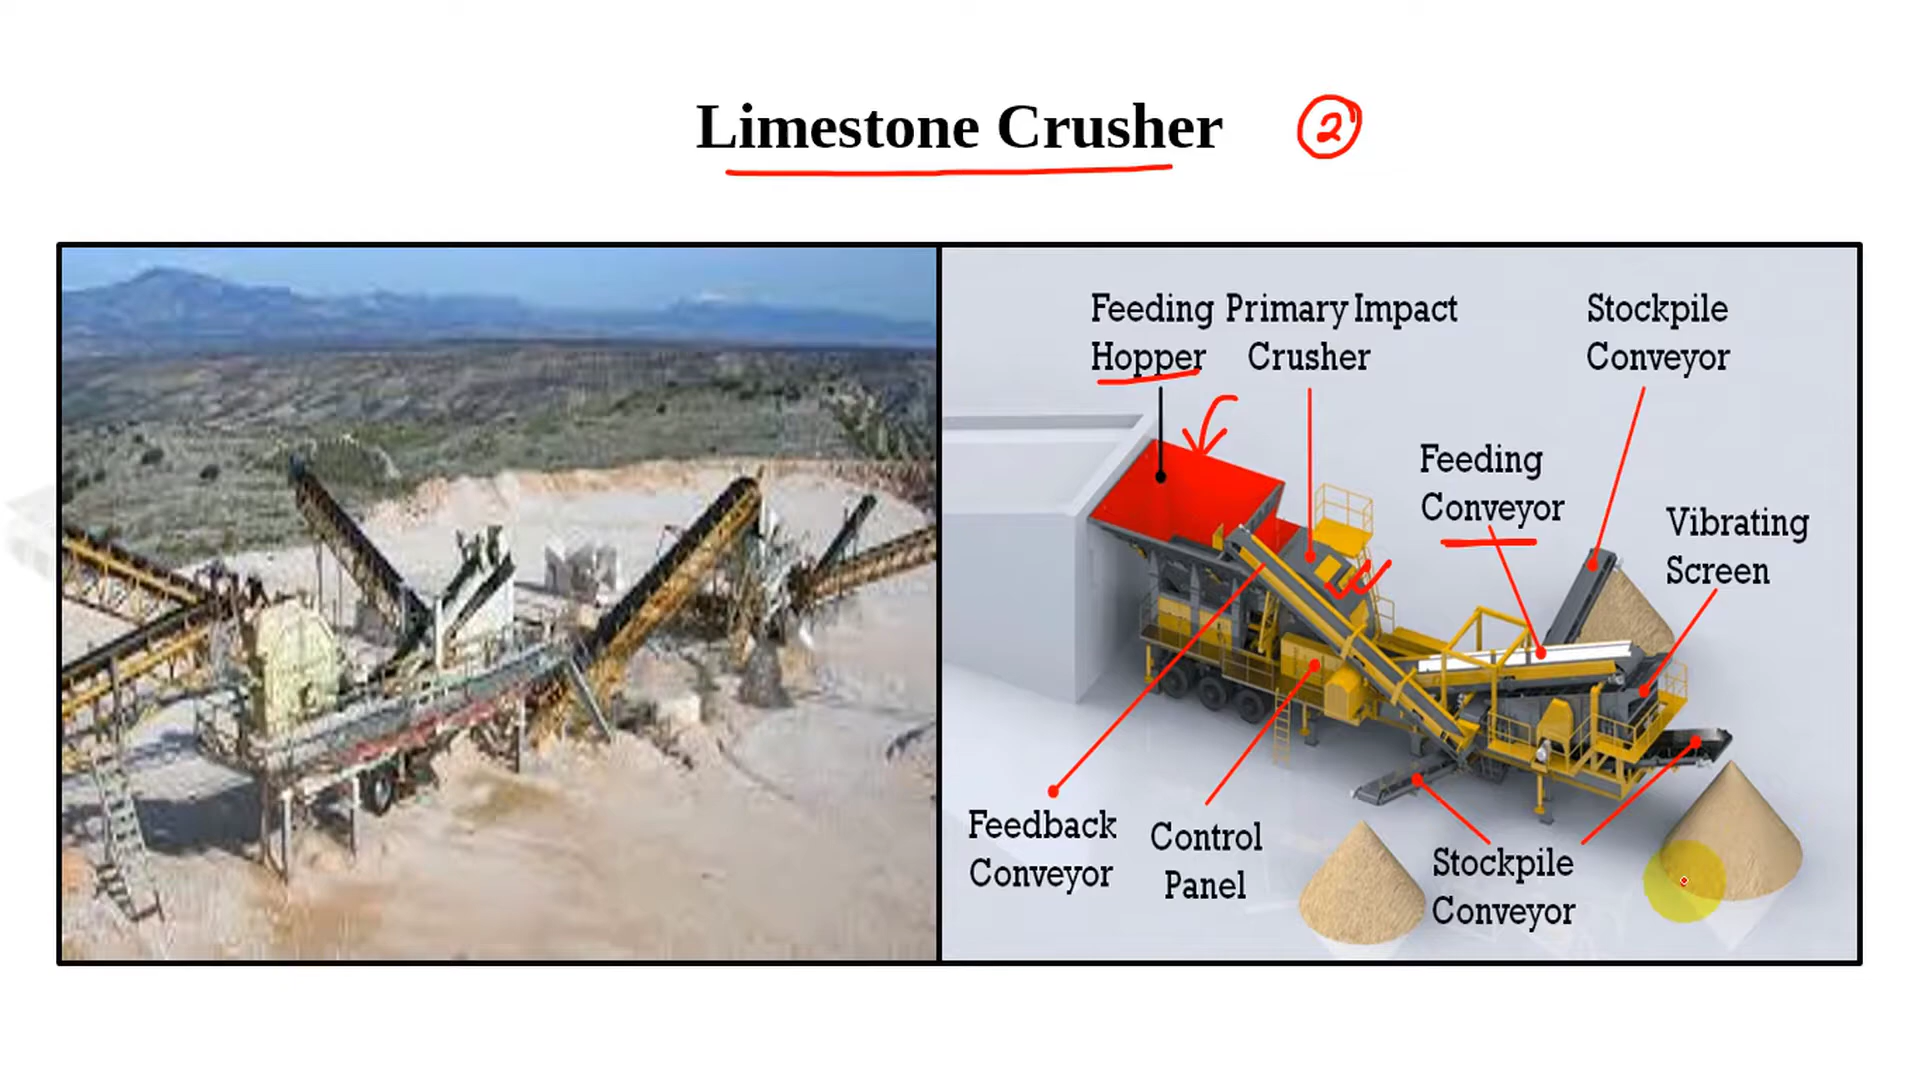 Limestone Crusher
2
Feeding
Hopper
Primary Impact
Crusher
Stockpile
Conveyor
Feeding
Conveyor
Vibrating
Screen
Feedback
Conveyor
Control
Panel
Stockpile
Conveyor